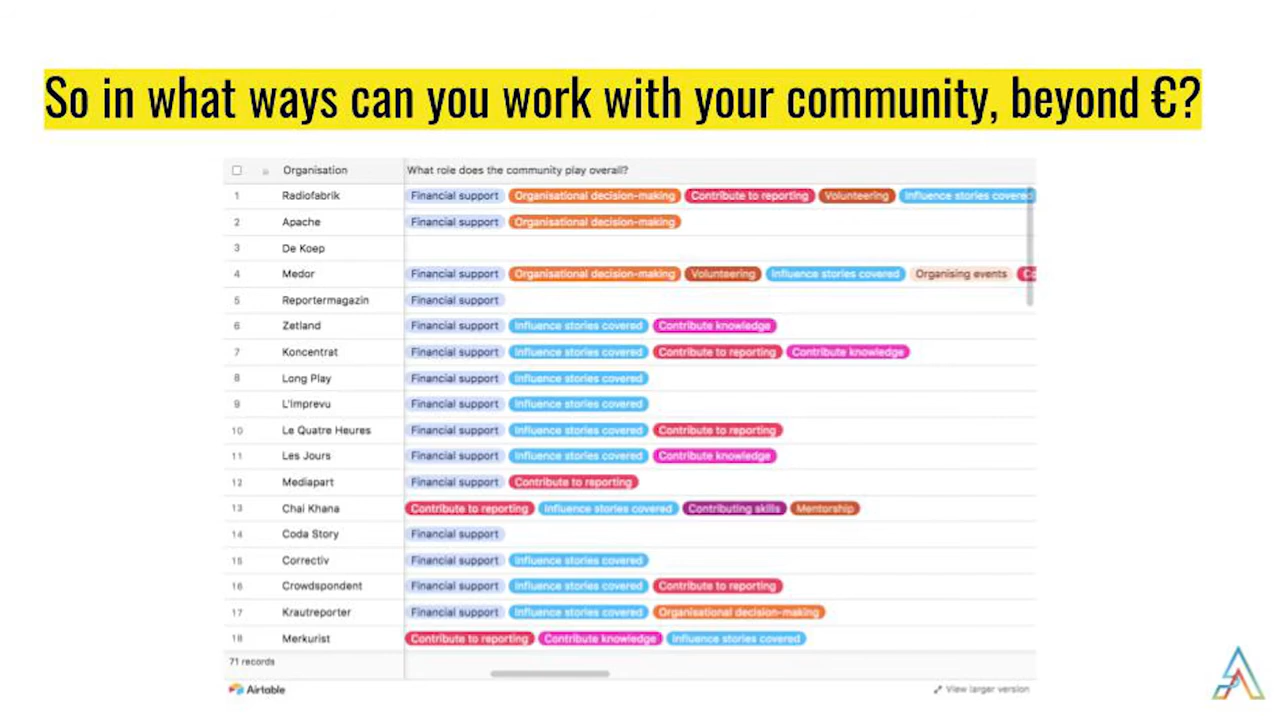 So in what ways can you work with your community, beyond €?
Organisation What role does the community play overall?
1 Radiofabrik Financial support Organisational decision-making Contribute to reporting Volunteering Influence stories covered
2 Apache Financial support Organisational decision-making
3 De Koep
4 Medor Financial support Organisational decision-making Volunteering Influence stories covered Organising events
5 Reportermagazin Financial support
6 Zetland Financial support Influence stories covered Contribute knowledge
7 Koncentrat Financial support Influence stories covered Contribute to reporting Contribute knowledge
8 Long Play Financial support Influence stories covered
9 L'Imprevu Financial support Influence stories covered
10 Le Quatre Heures Financial support Influence stories covered Contribute to reporting
11 Les Jours Financial support Influence stories covered Contribute knowledge
12 Mediapart Financial support Contribute to reporting
13 Chai Khana Contribute to reporting Influence stories covered Contributing skills Mentorship
14 Coda Story Financial support
15 Correctiv Financial support Influence stories covered
16 Crowdspondent Financial support Influence stories covered Contribute to reporting
17 Krautreporter Financial support Influence stories covered Organisational decision-making
18 Merkurist Contribute to reporting Contribute knowledge Influence stories covered
71 records
Airtable View larger version